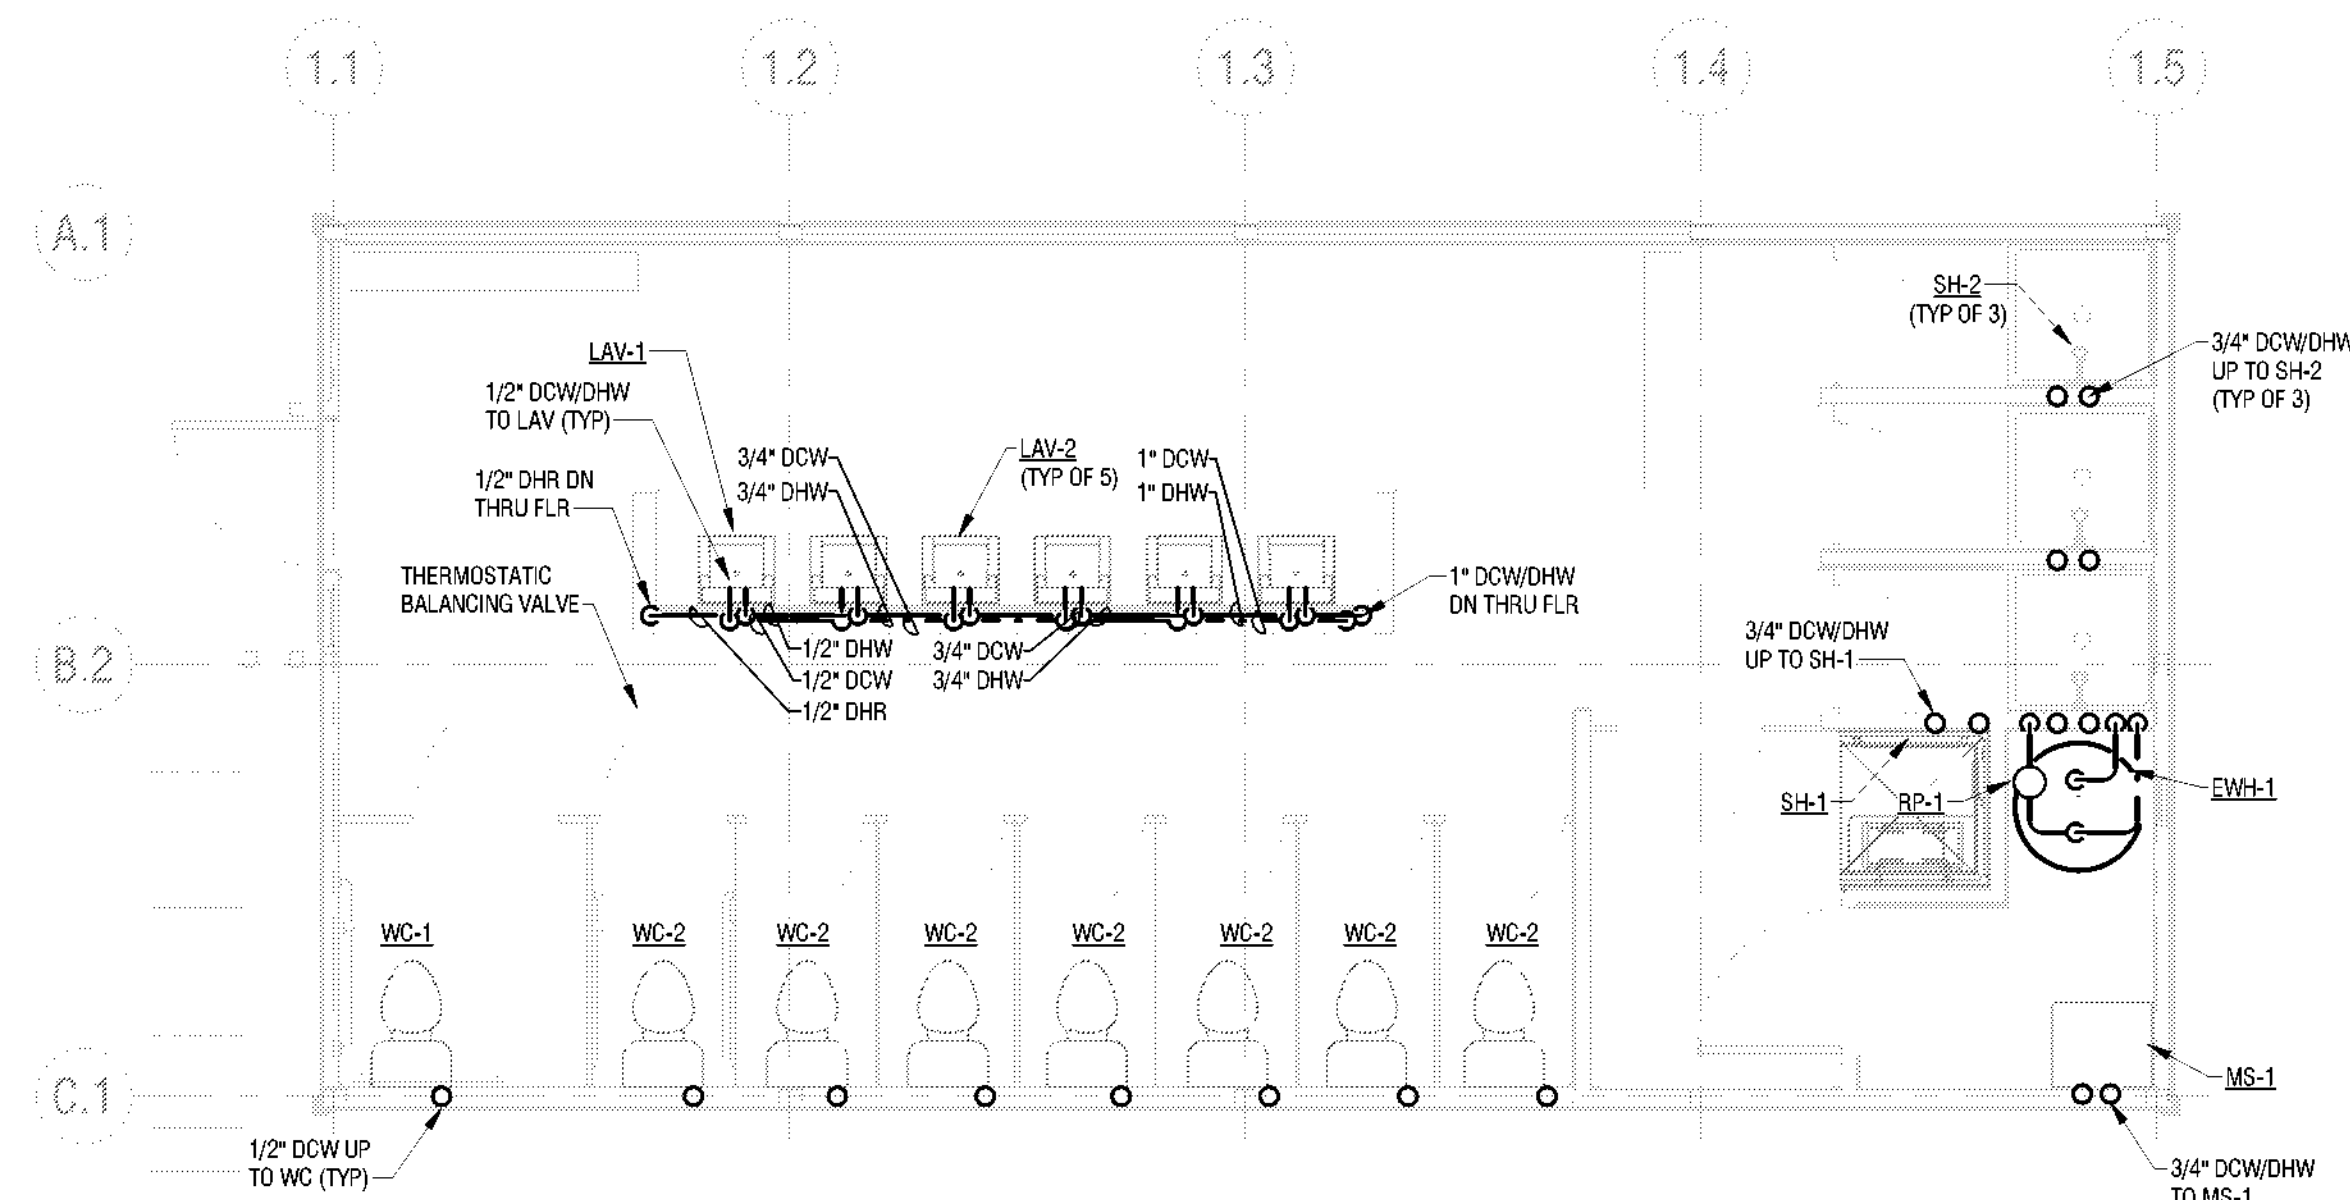 1.1
1.2
1.3
1.4
1.5
A.1
SH-2
(TYP OF 3)
3/4" DCW/DHW
UP TO SH-2
(TYP OF 3)
LAV-1
1/2" DCW/DHW
TO LAV (TYP)
3/4" DCW
3/4" DHW
LAV-2
(TYP OF 5)
1" DCW
1" DHW
1/2" DHR DN
THRU FLR
THERMOSTATIC
BALANCING VALVE
1" DCW/DHW
DN THRU FLR
B.2
1/2" DHW
1/2" DCW
1/2" DHR
3/4" DCW
3/4" DHW
3/4" DCW/DHW
UP TO SH-1
SH-1
RP-1
EWH-1
WC-1
WC-2
WC-2
WC-2
WC-2
WC-2
WC-2
WC-2
C.1
MS-1
1/2" DCW UP
TO WC (TYP)
3/4" DCW/DHW
TO MS-1